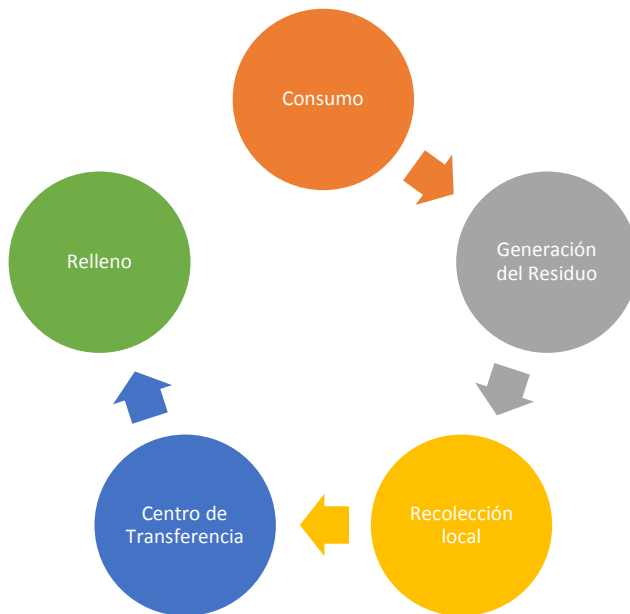 Consumo
Generación
del Residuo
Recolección
local
Centro de
Transferencia
Relleno